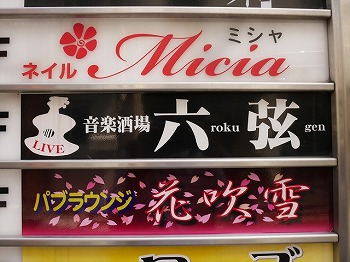 ミシャ
ネイル Micia
音楽酒場 六 roku 弦 gen
LIVE
パブラウンジ 花吹雪